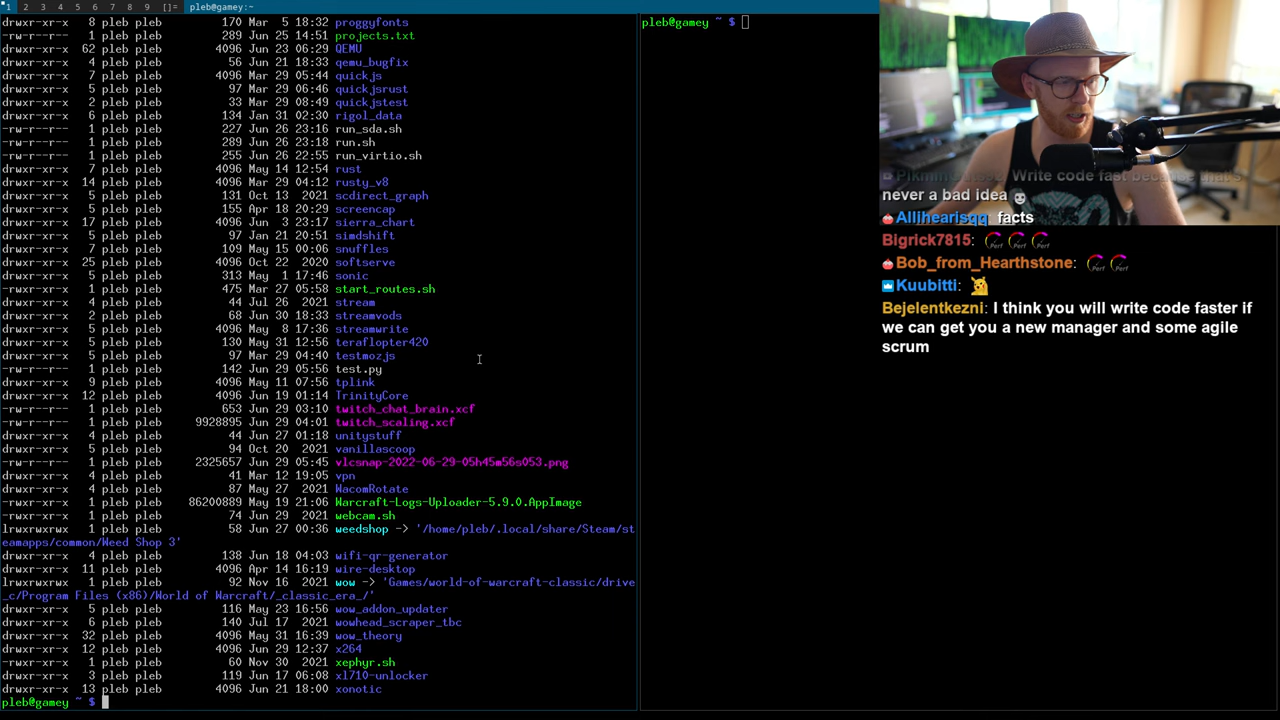 1 2 3 4 5 6 7 8 9 []= pleb@gamey:~
drwxr-xr-x 8 pleb pleb 170 Mar 5 18:32 proggyfonts
-rw-r--r-- 1 pleb pleb 289 Jun 25 14:51 projects.txt
drwxr-xr-x 62 pleb pleb 4096 Jun 23 06:29 QEMU
drwxr-xr-x 4 pleb pleb 56 Jun 21 18:33 qemu_bugfix
drwxr-xr-x 7 pleb pleb 4096 Mar 29 05:44 quickjs
drwxr-xr-x 5 pleb pleb 97 Mar 29 06:46 quickjsrust
drwxr-xr-x 2 pleb pleb 33 Mar 29 08:49 quickjstest
drwxr-xr-x 6 pleb pleb 134 Jan 31 02:30 rigol_data
-rw-r--r-- 1 pleb pleb 227 Jun 26 23:16 run_sda.sh
-rw-r--r-- 1 pleb pleb 289 Jun 26 23:18 run.sh
-rw-r--r-- 1 pleb pleb 255 Jun 26 22:55 run_virtio.sh
drwxr-xr-x 7 pleb pleb 4096 May 14 12:54 rust
drwxr-xr-x 14 pleb pleb 4096 Mar 29 04:12 rusty_v8
drwxr-xr-x 5 pleb pleb 131 Oct 13 2021 scdirect_graph
drwxr-xr-x 5 pleb pleb 155 Apr 18 20:29 screencap
drwxr-xr-x 17 pleb pleb 4096 Jun 3 23:17 sierra_chart
drwxr-xr-x 5 pleb pleb 97 Jan 21 20:51 simdshift
drwxr-xr-x 7 pleb pleb 109 May 15 00:06 snuffles
drwxr-xr-x 25 pleb pleb 4096 Oct 22 2020 softserve
drwxr-xr-x 5 pleb pleb 313 May 1 17:46 sonic
-rwxr-xr-x 1 pleb pleb 475 Mar 27 05:58 start_routes.sh
drwxr-xr-x 4 pleb pleb 44 Jul 26 2021 stream
drwxr-xr-x 2 pleb pleb 68 Jun 30 18:33 streamvods
drwxr-xr-x 5 pleb pleb 4096 May 8 17:36 streamwrite
drwxr-xr-x 5 pleb pleb 130 May 31 12:56 teraflopter420
drwxr-xr-x 5 pleb pleb 97 Mar 29 04:40 testmozjs
-rw-r--r-- 1 pleb pleb 142 Jun 29 05:56 test.py
drwxr-xr-x 9 pleb pleb 4096 May 11 07:56 tplink
drwxr-xr-x 12 pleb pleb 4096 Jun 19 01:14 TrinityCore
-rw-r--r-- 1 pleb pleb 653 Jun 29 03:10 twitch_chat_brain.xcf
-rw-r--r-- 1 pleb pleb 9928895 Jun 29 04:01 twitch_scaling.xcf
drwxr-xr-x 4 pleb pleb 44 Jun 27 01:18 unitystuff
drwxr-xr-x 5 pleb pleb 94 Oct 20 2021 vanillascoop
-rw-r--r-- 1 pleb pleb 2325657 Jun 29 05:45 vlcsnap-2022-06-29-05h45m56s053.png
drwxr-xr-x 4 pleb pleb 41 Mar 12 19:05 vpn
drwxr-xr-x 4 pleb pleb 87 May 27 2021 WacomRotate
-rwxr-xr-x 1 pleb pleb 86200889 May 19 21:06 Warcraft-Logs-Uploader-5.9.0.AppImage
-rwxr-xr-x 1 pleb pleb 74 Jun 29 2021 webcam.sh
lrwxrwxrwx 1 pleb pleb 58 Jun 27 00:36 weedshop -> '/home/pleb/.local/share/Steam/st
eamapps/common/Weed Shop 3'
drwxr-xr-x 4 pleb pleb 138 Jun 18 04:03 wifi-qr-generator
drwxr-xr-x 11 pleb pleb 4096 Apr 14 16:19 wire-desktop
lrwxrwxrwx 1 pleb pleb 92 Nov 16 2021 wow -> 'Games/world-of-warcraft-classic/drive
_c/Program Files (x86)/World of Warcraft/_classic_era_/'
drwxr-xr-x 5 pleb pleb 116 May 23 16:56 wow_addon_updater
drwxr-xr-x 6 pleb pleb 140 Jul 17 2021 wowhead_scraper_tbc
drwxr-xr-x 32 pleb pleb 4096 May 31 16:39 wow_theory
drwxr-xr-x 12 pleb pleb 4096 Jun 29 12:37 x264
-rwxr-xr-x 1 pleb pleb 60 Nov 30 2021 xephyr.sh
drwxr-xr-x 3 pleb pleb 119 Jun 17 06:08 xl710-unlocker
drwxr-xr-x 13 pleb pleb 4096 Jun 21 18:00 xonotic
pleb@gamey ~ $
pleb@gamey ~ $
Write code fast because that's
never a bad idea
Allihearisqq: facts
Bigrick7815:
Bob_from_Hearthstone:
Kuubitti:
Bejelentkezni: I think you will write code faster if
we can get you a new manager and some agile
scrum